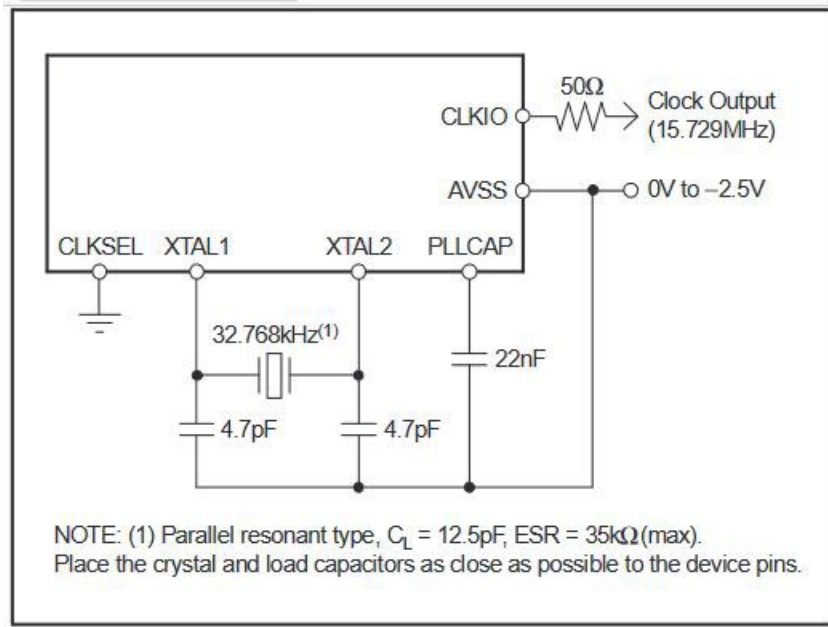 50Ω
CLKIO
Clock Output
(15.729MHz)
AVSS
0V to –2.5V
CLKSEL
XTAL1
XTAL2
PLLCAP
32.768kHz(1)
22nF
4.7pF
4.7pF
NOTE: (1) Parallel resonant type, CL = 12.5pF, ESR = 35kΩ(max).
Place the crystal and load capacitors as close as possible to the device pins.